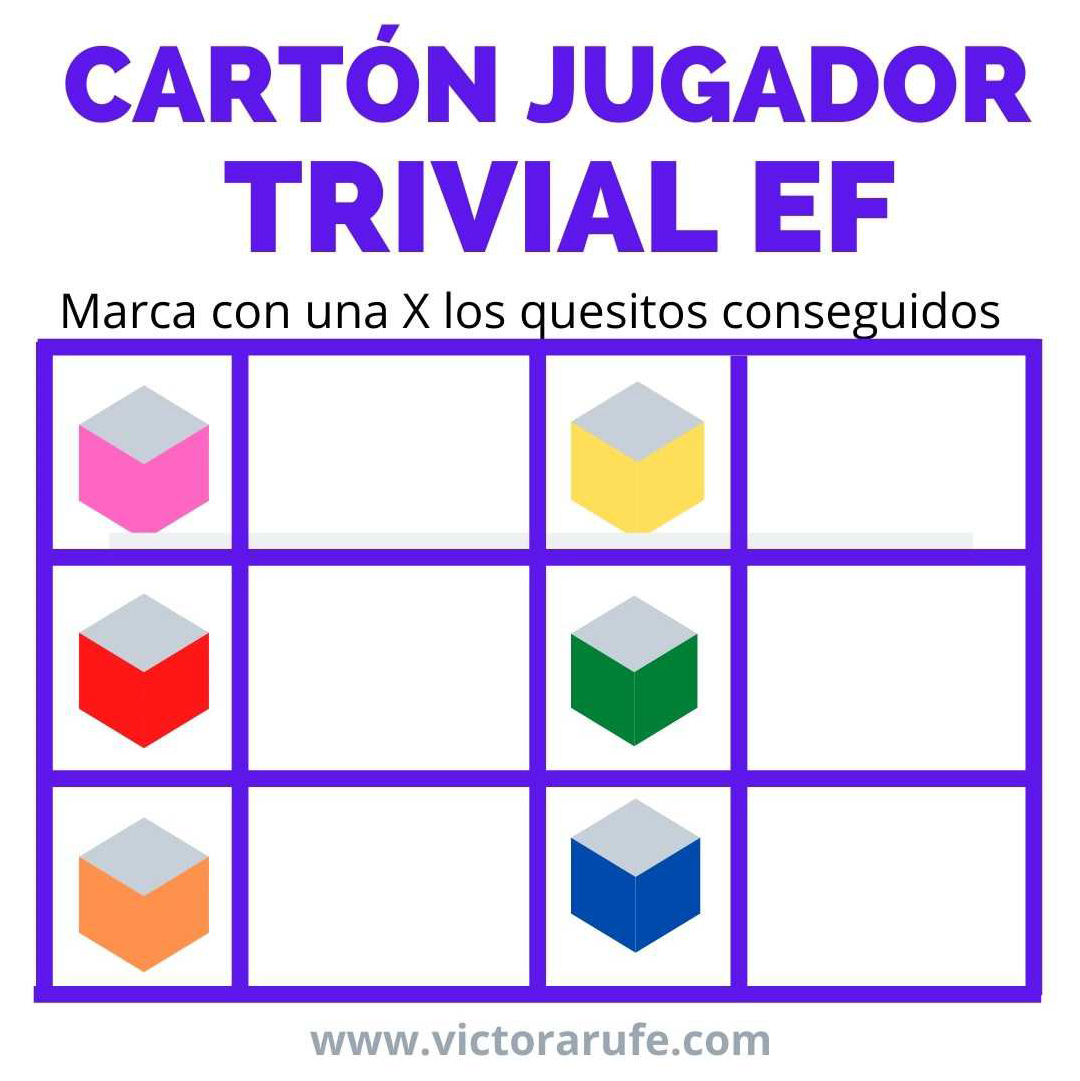 CARTÓN JUGADOR
TRIVIAL EF
Marca con una X los quesitos conseguidos
www.victorarufe.com